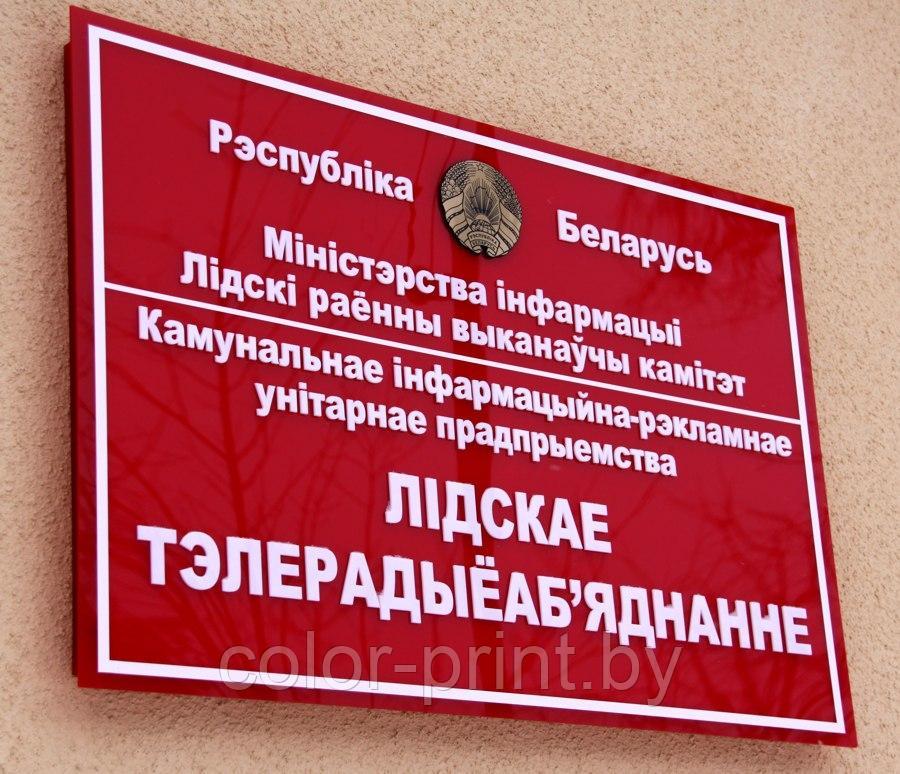 Рэспубліка Беларусь
Міністэрства інфармацыі
Лідскі раённы выканаўчы камітэт
Камунальнае інфармацыйна-рэкламнае
унітарнае прадпрыемства
ЛІДСКАЕ
ТЭЛЕРАДЫЁАБ’ЯДНАННЕ
color-print.by